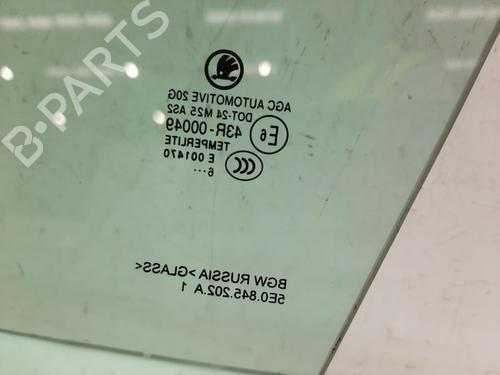 B-PARTS
AGC AUTOMOTIVE 20G
DOT-24 M25 AS2
43R-00049
E6
TEMPERLITE
E 001470
CCC
6···
BGW RUSSIA >GLASS<
5E0.845.202.A 1